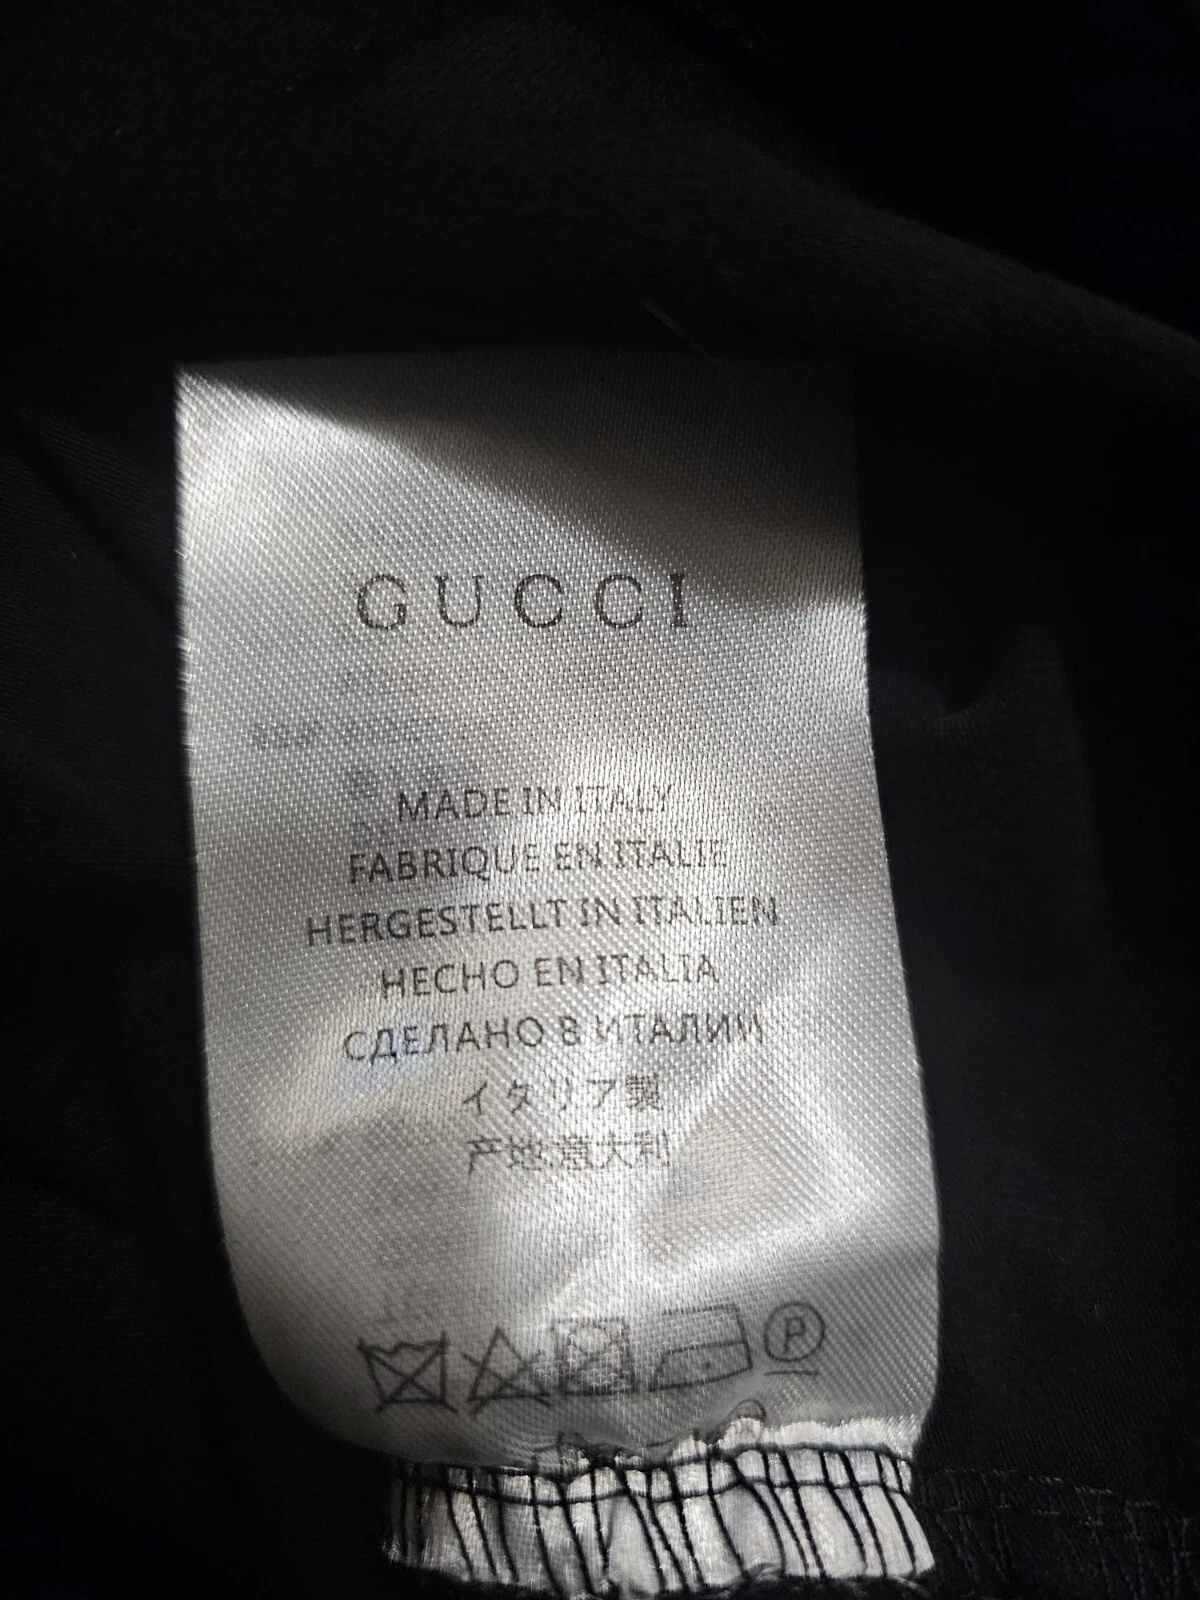 GUCCI
MADE IN ITALY
FABRIQUE EN ITALIE
HERGESTELLT IN ITALIEN
HECHO EN ITALIA
СДЕЛАНО В ИТАЛИИ
イタリア製
产地意大利
P